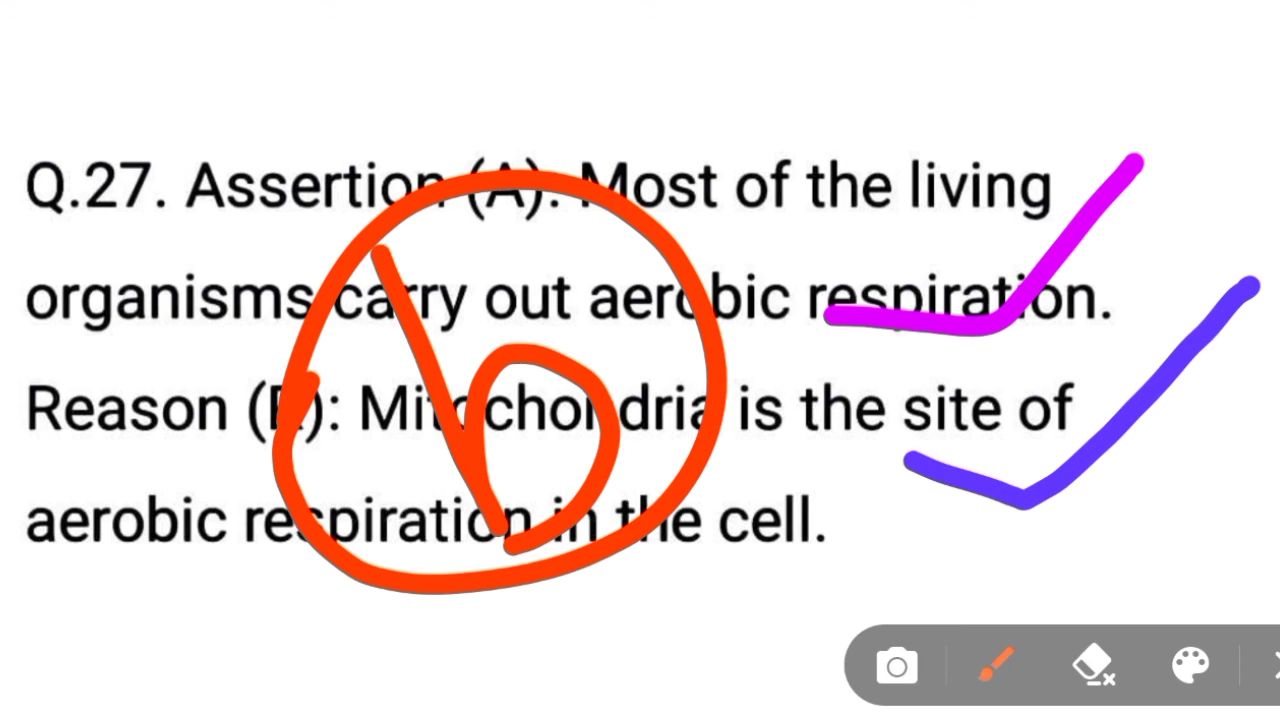 Q.27. Assertion (A): Most of the living
organisms carry out aerobic respiration.
Reason (R): Mitochondria is the site of
aerobic respiration in the cell.
b